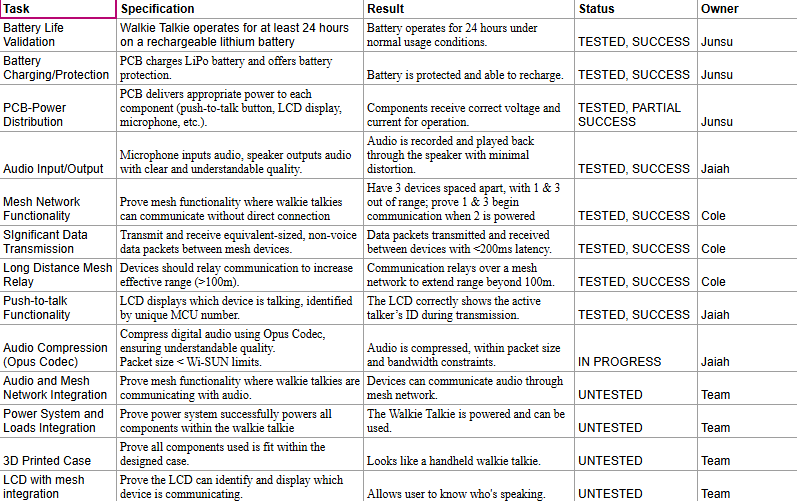 Task Specification Result Status Owner
Battery Life Validation Walkie Talkie operates for at least 24 hours on a rechargeable lithium battery Battery operates for 24 hours under normal usage conditions. TESTED, SUCCESS Junsu
Battery Charging/Protection PCB charges LiPo battery and offers battery protection. Battery is protected and able to recharge. TESTED, SUCCESS Junsu
PCB-Power Distribution PCB delivers appropriate power to each component (push-to-talk button, LCD display, microphone, etc.). Components receive correct voltage and current for operation. TESTED, PARTIAL SUCCESS Junsu
Audio Input/Output Microphone inputs audio, speaker outputs audio with clear and understandable quality. Audio is recorded and played back through the speaker with minimal distortion. TESTED, SUCCESS Jaiah
Mesh Network Functionality Prove mesh functionality where walkie talkies can communicate without direct connection Have 3 devices spaced apart, with 1 & 3 out of range; prove 1 & 3 begin communication when 2 is powered TESTED, SUCCESS Cole
SIgnificant Data Transmission Transmit and receive equivalent-sized, non-voice data packets between mesh devices. Data packets transmitted and received between devices with <200ms latency. TESTED, SUCCESS Cole
Long Distance Mesh Relay Devices should relay communication to increase effective range (>100m). Communication relays over a mesh network to extend range beyond 100m. TESTED, SUCCESS Cole
Push-to-talk Functionality LCD displays which device is talking, identified by unique MCU number. The LCD correctly shows the active talker's ID during transmission. TESTED, SUCCESS Jaiah
Audio Compression (Opus Codec) Compress digital audio using Opus Codec, ensuring understandable quality. Packet size < Wi-SUN limits. Audio is compressed, within packet size and bandwidth constraints. IN PROGRESS Jaiah
Audio and Mesh Network Integration Prove mesh functionality where walkie talkies are communicating with audio. Devices can communicate audio through mesh network. UNTESTED Team
Power System and Loads Integration Prove power system successfully powers all components within the walkie talkie The Walkie Talkie is powered and can be used. UNTESTED Team
3D Printed Case Prove all components used is fit within the designed case. Looks like a handheld walkie talkie. UNTESTED Team
LCD with mesh integration Prove the LCD can identify and display which device is communicating. Allows user to know who's speaking. UNTESTED Team